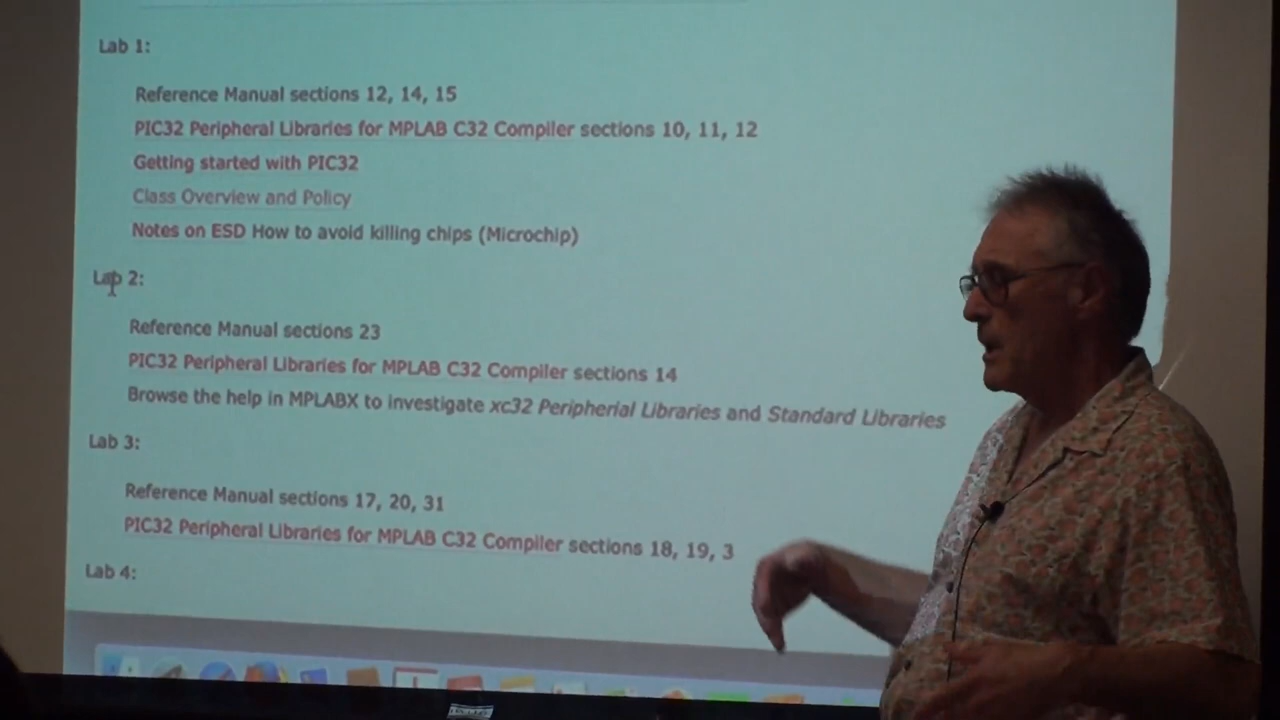 Lab 1:
Reference Manual sections 12, 14, 15
PIC32 Peripheral Libraries for MPLAB C32 Compiler sections 10, 11, 12
Getting started with PIC32
Class Overview and Policy
Notes on ESD How to avoid killing chips (Microchip)
Lab 2:
Reference Manual sections 23
PIC32 Peripheral Libraries for MPLAB C32 Compiler sections 14
Browse the help in MPLABX to investigate xc32 Peripherial Libraries and Standard Libraries
Lab 3:
Reference Manual sections 17, 20, 31
PIC32 Peripheral Libraries for MPLAB C32 Compiler sections 18, 19, 3
Lab 4: